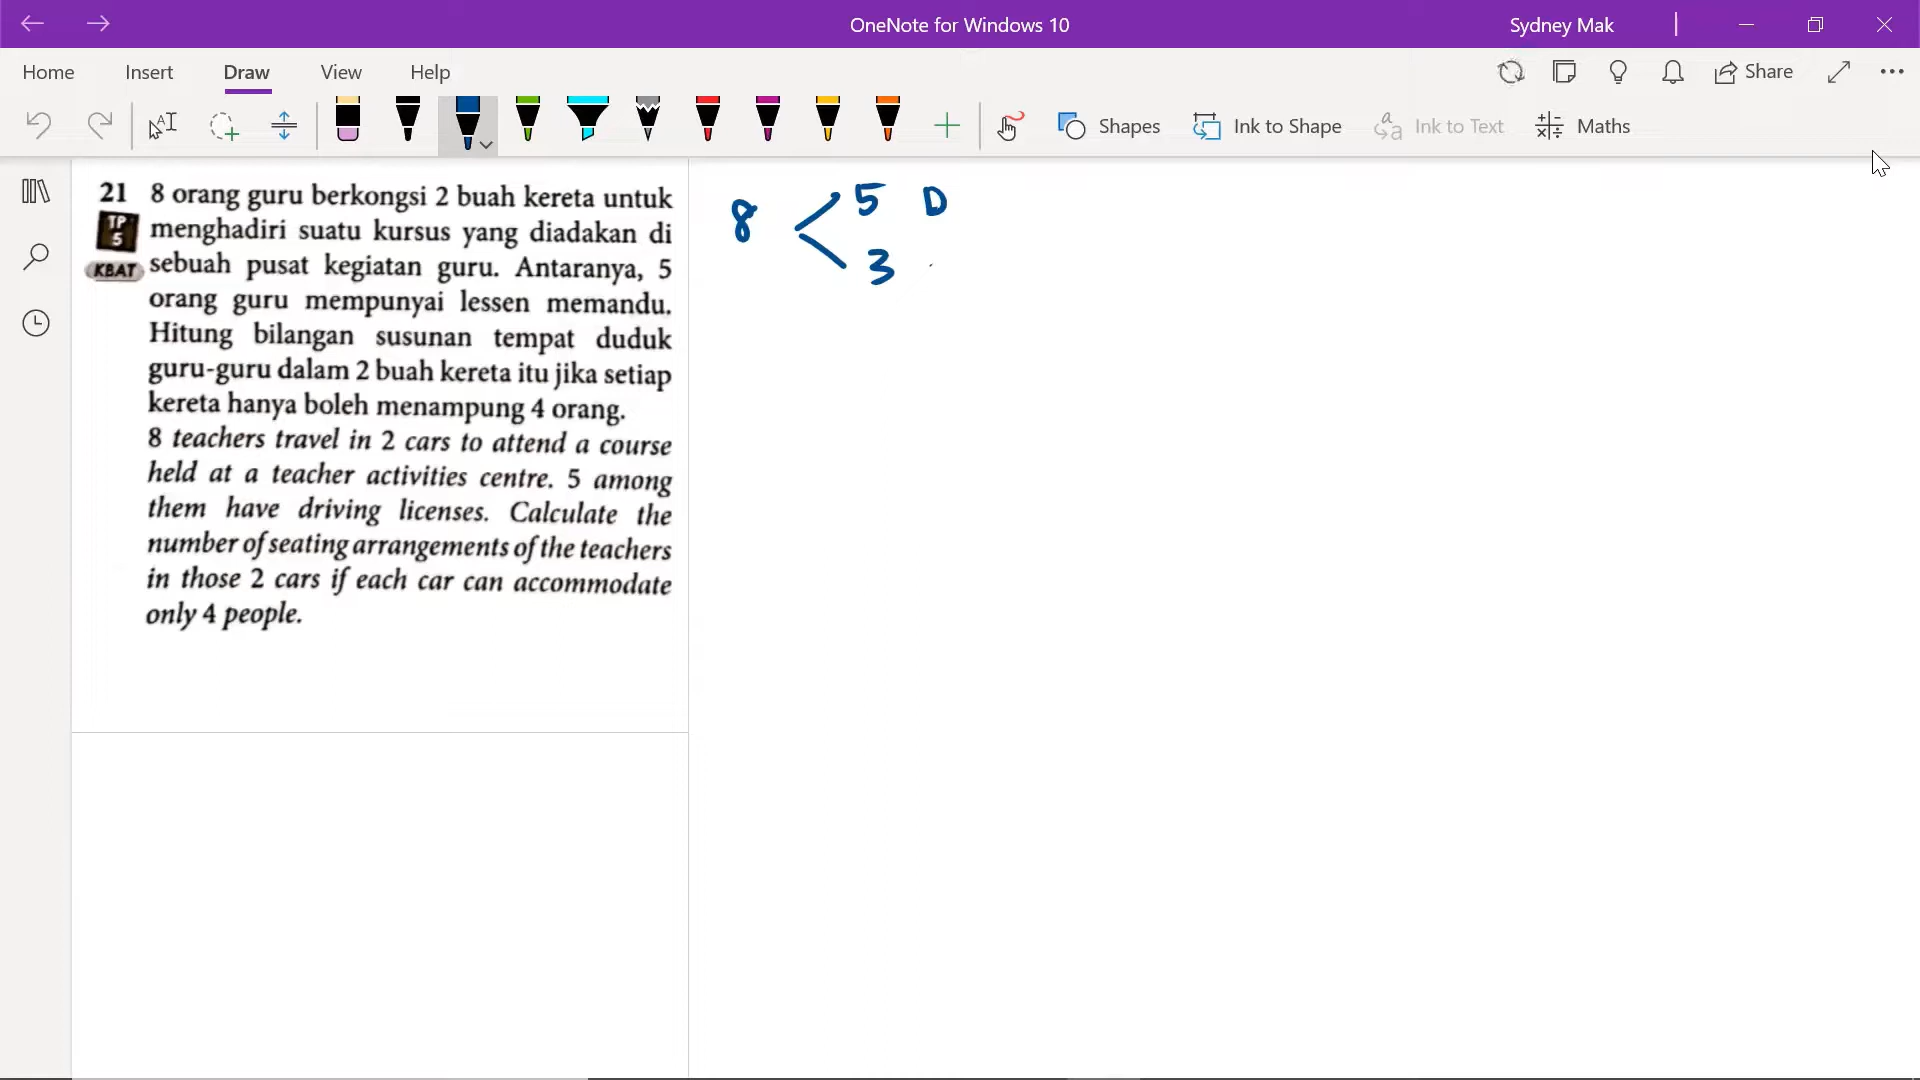 OneNote for Windows 10
Sydney Mak
Home Insert Draw View Help
Share
Shapes Ink to Shape Ink to Text Maths
21 8 orang guru berkongsi 2 buah kereta untuk
TP 5 menghadiri suatu kursus yang diadakan di
KBAT sebuah pusat kegiatan guru. Antaranya, 5
orang guru mempunyai lessen memandu.
Hitung bilangan susunan tempat duduk
guru-guru dalam 2 buah kereta itu jika setiap
kereta hanya boleh menampung 4 orang.
8 teachers travel in 2 cars to attend a course
held at a teacher activities centre. 5 among
them have driving licenses. Calculate the
number of seating arrangements of the teachers
in those 2 cars if each car can accommodate
only 4 people.
8 < 5 D
3